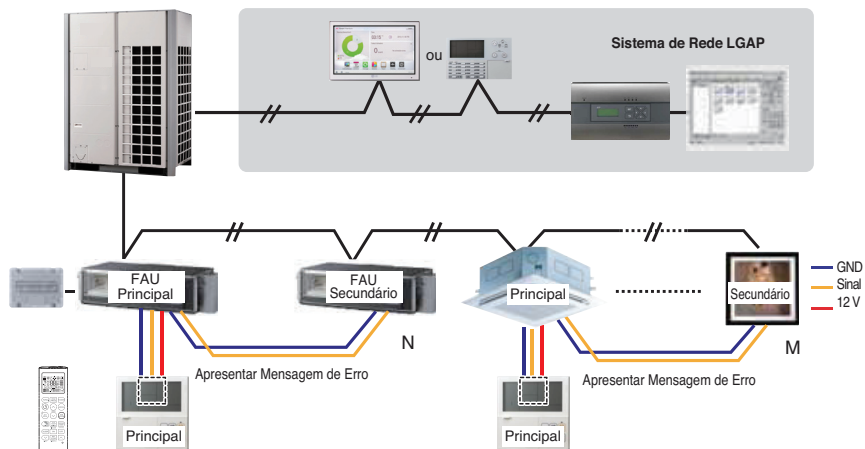 ou
Sistema de Rede LGAP
FAU
Principal
FAU
Secundário
Principal
Secundário
GND
Sinal
12 V
N
M
Apresentar Mensagem de Erro
Apresentar Mensagem de Erro
Principal
Principal